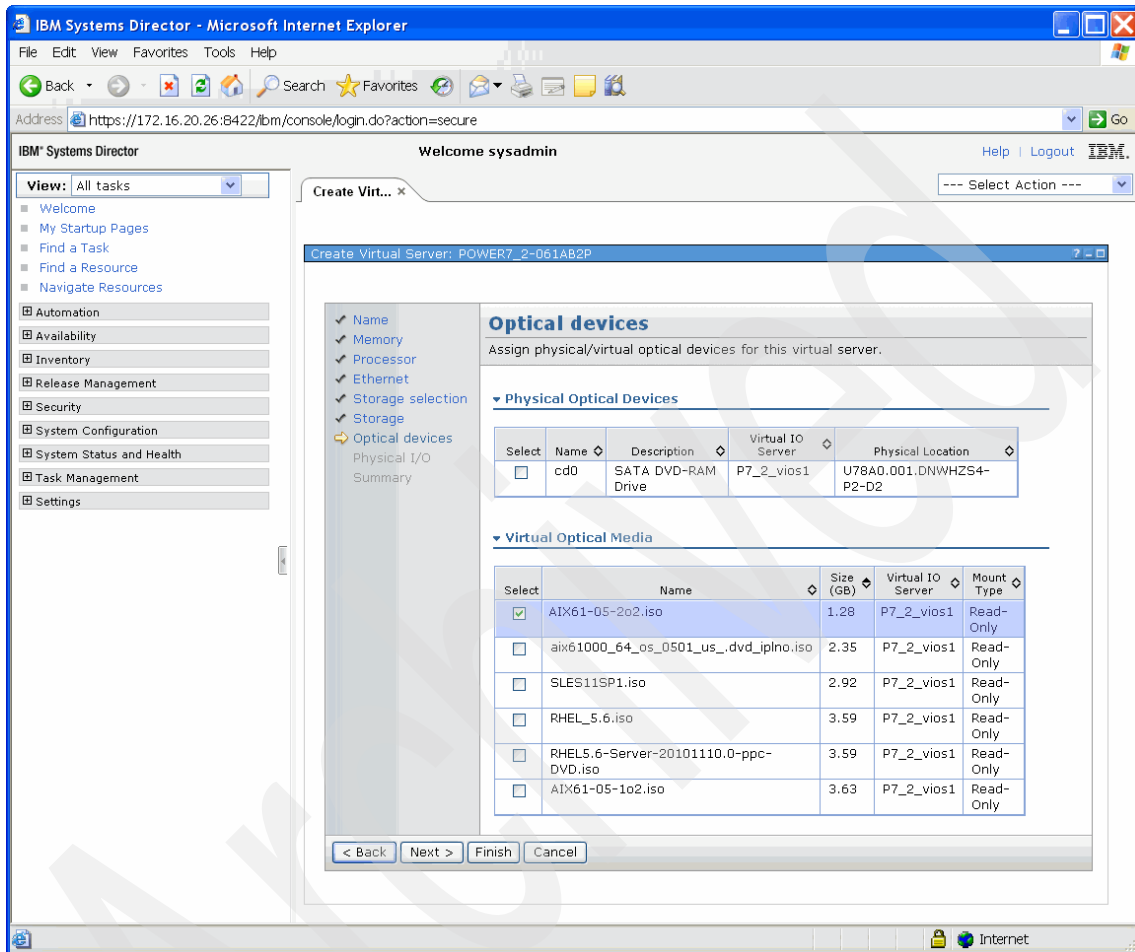 IBM Systems Director - Microsoft Internet Explorer
File Edit View Favorites Tools Help
Back Search Favorites
Address https://172.16.20.26:8422/ibm/console/login.do?action=secure Go
IBM® Systems Director Welcome sysadmin Help | Logout IBM.
View: All tasks
Create Virt... × --- Select Action ---
Welcome
My Startup Pages
Find a Task
Find a Resource
Navigate Resources
Automation
Availability
Inventory
Release Management
Security
System Configuration
System Status and Health
Task Management
Settings
Create Virtual Server: POWER7_2-061AB2P
Name
Memory
Processor
Ethernet
Storage selection
Storage
Optical devices
Physical I/O
Summary
Optical devices
Assign physical/virtual optical devices for this virtual server.
Physical Optical Devices
Select Name Description Virtual IO Server Physical Location
cd0 SATA DVD-RAM Drive P7_2_vios1 U78A0.001.DNWHZS4-P2-D2
Virtual Optical Media
Select Name Size (GB) Virtual IO Server Mount Type
AIX61-05-2o2.iso 1.28 P7_2_vios1 Read-Only
aix61000_64_os_0501_us_.dvd_iplno.iso 2.35 P7_2_vios1 Read-Only
SLES11SP1.iso 2.92 P7_2_vios1 Read-Only
RHEL_5.6.iso 3.59 P7_2_vios1 Read-Only
RHEL5.6-Server-20101110.0-ppc-DVD.iso 3.59 P7_2_vios1 Read-Only
AIX61-05-1o2.iso 3.63 P7_2_vios1 Read-Only
< Back Next > Finish Cancel
Internet
Archived